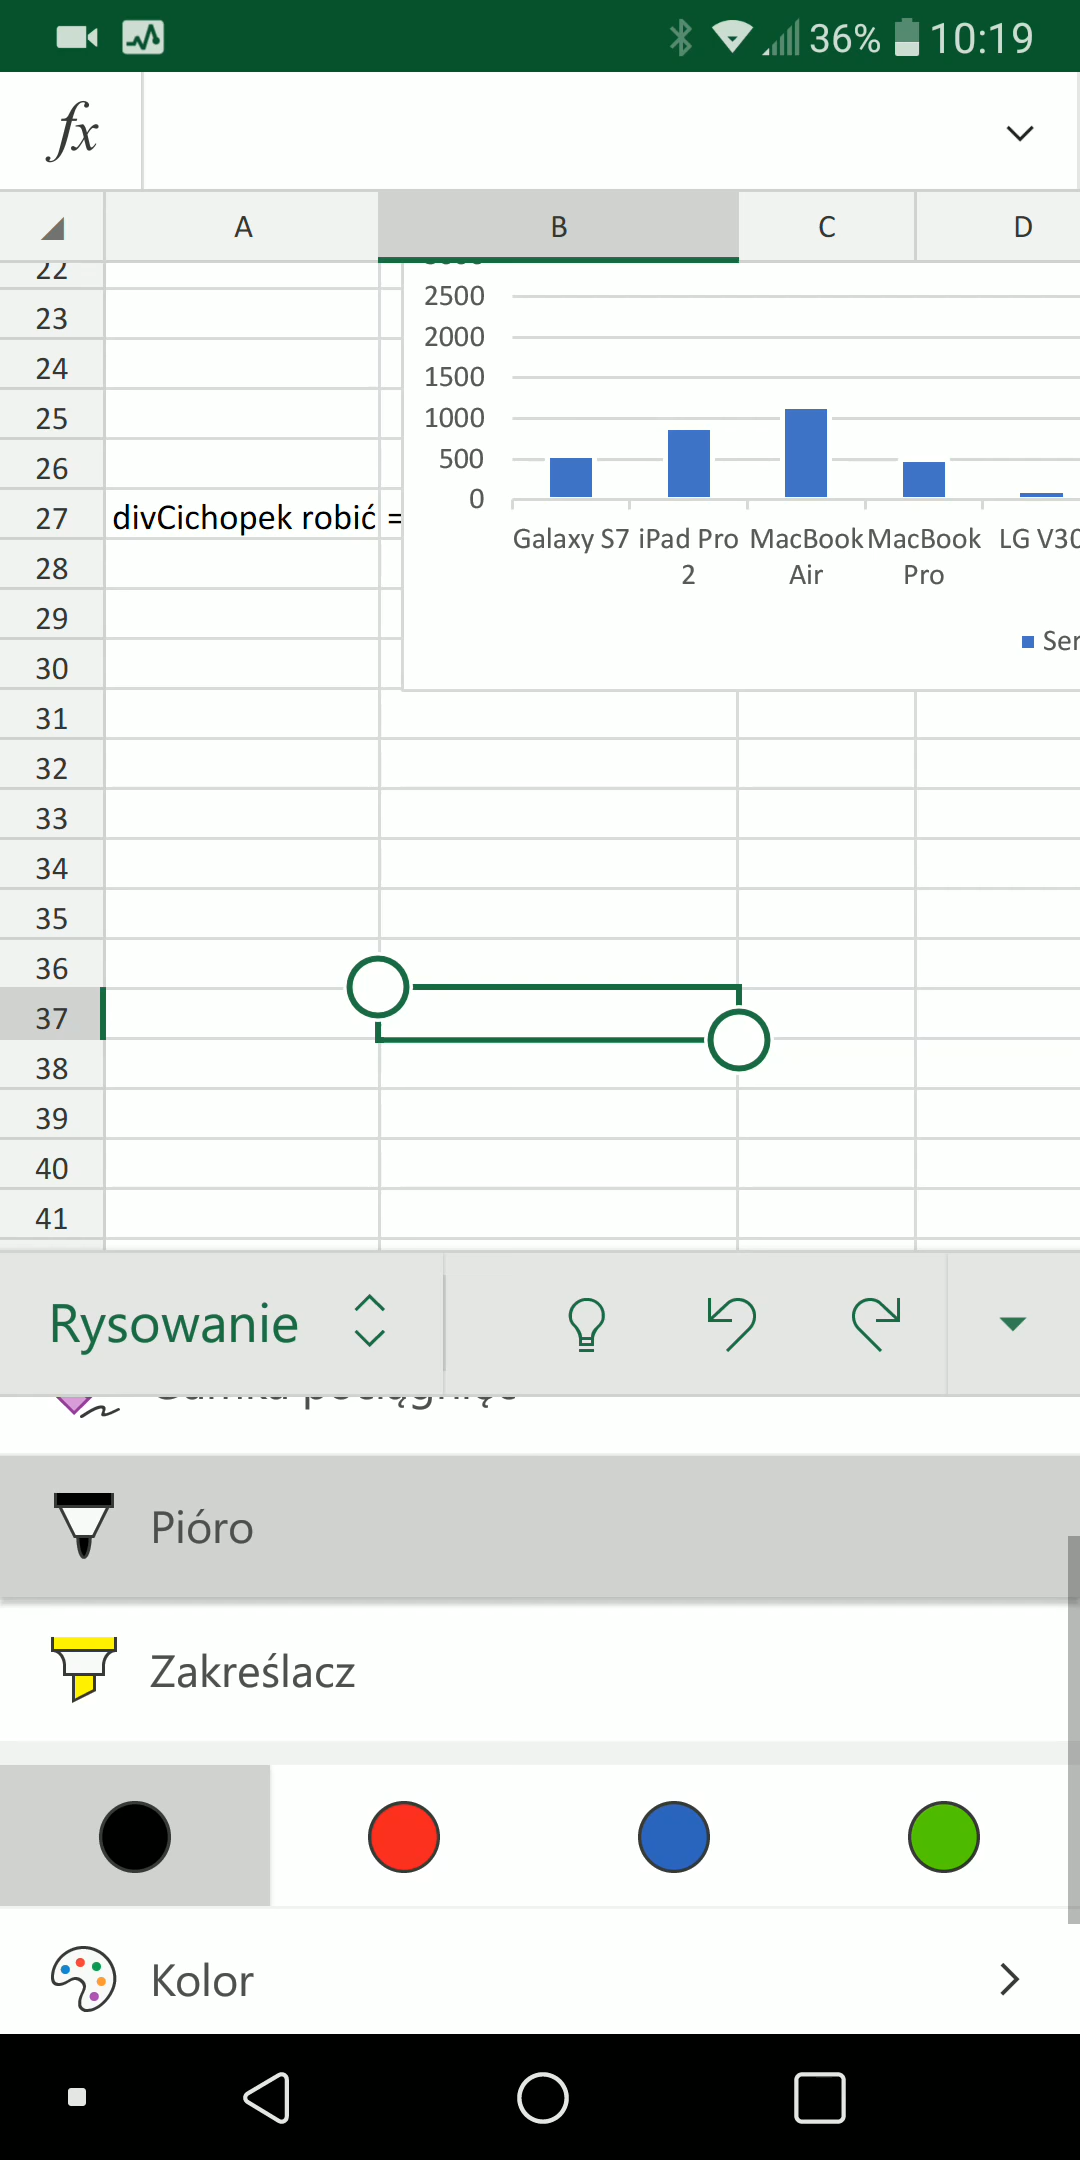 36% 10:19
fx
A B C D
22
2500
23
2000
24
1500
25
1000
26
500
0
27 divCichopek robić =
Galaxy S7 iPad Pro 2 MacBook Air MacBook Pro LG V30
28
29
30
Ser
31
32
33
34
35
36
37
38
39
40
41
Rysowanie
Pióro
Zakreślacz
Kolor